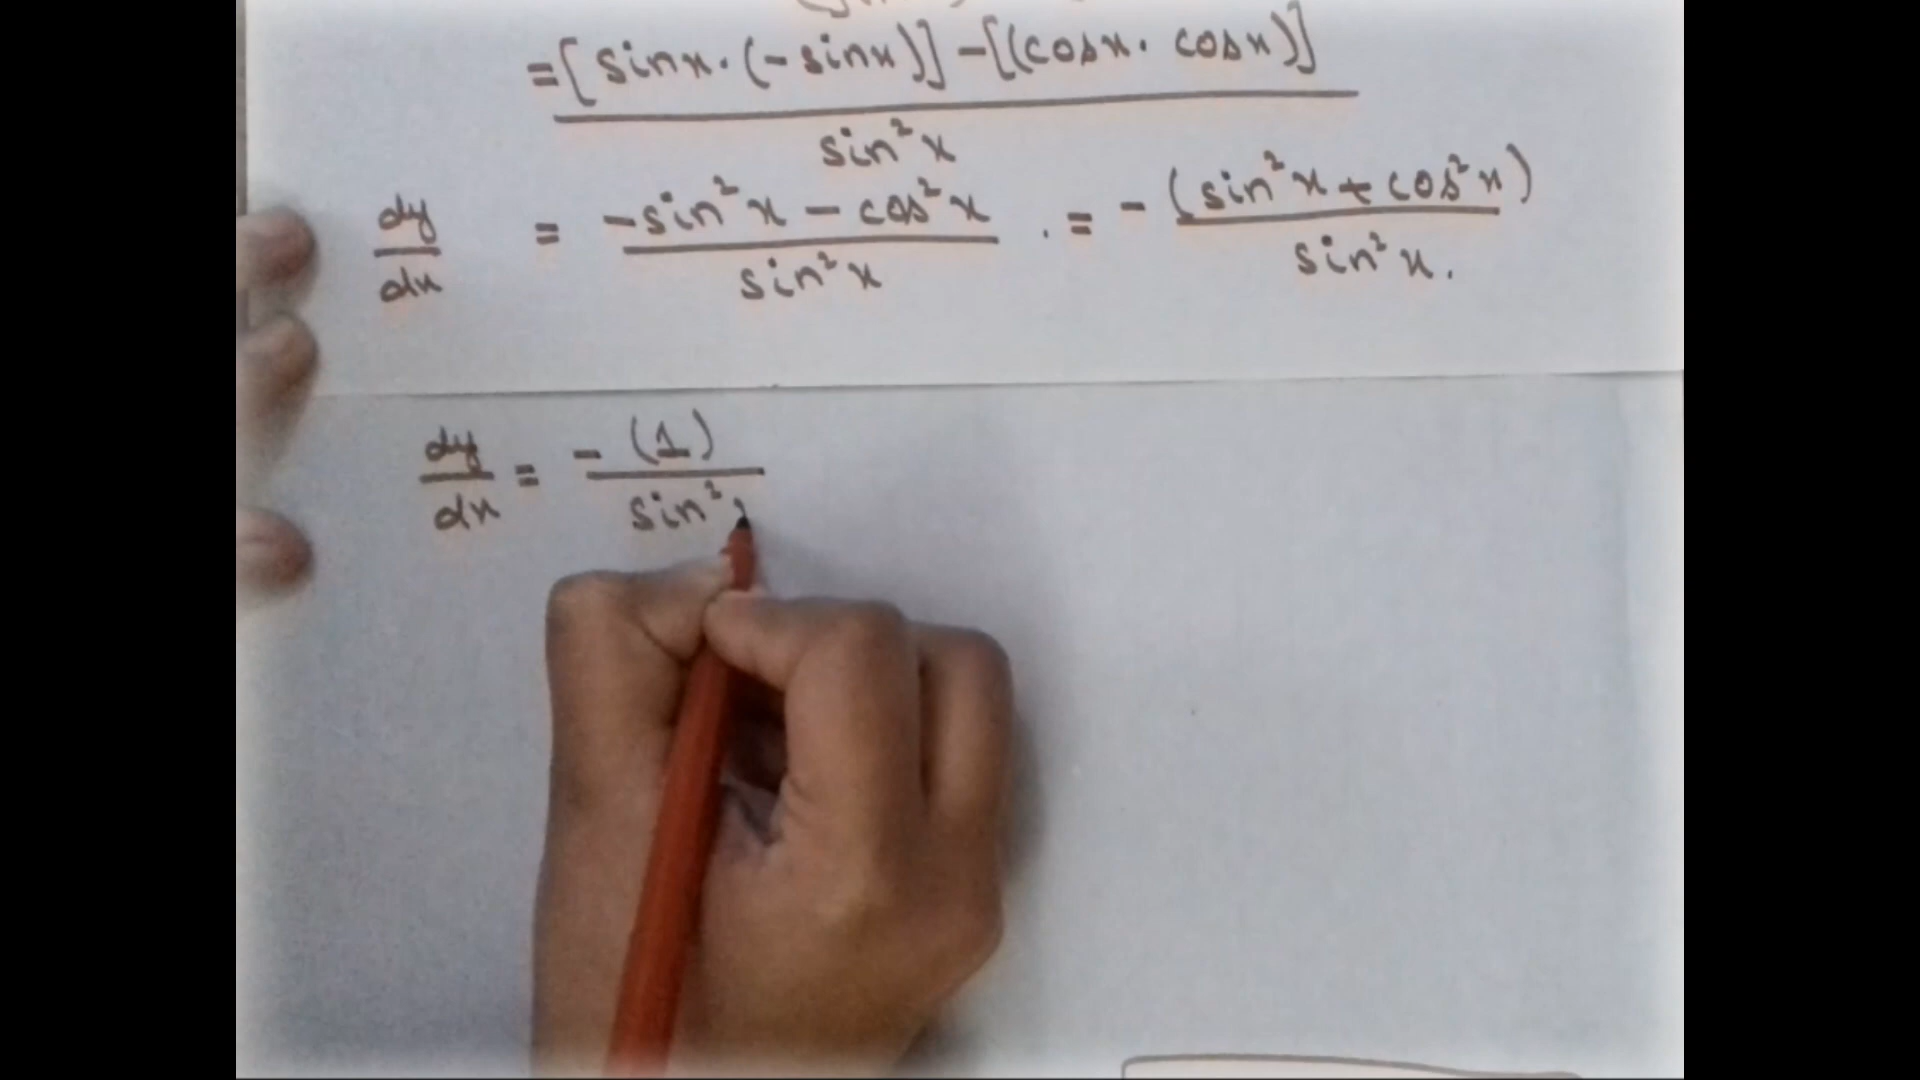 = [sinx·(-sinx)] - [(cosx· cosx)]
sin²x
dy/dx = -sin²x - cos²x / sin²x . = - (sin²x + cos²x) / sin²x.
dy/dx = - (1) / sin²